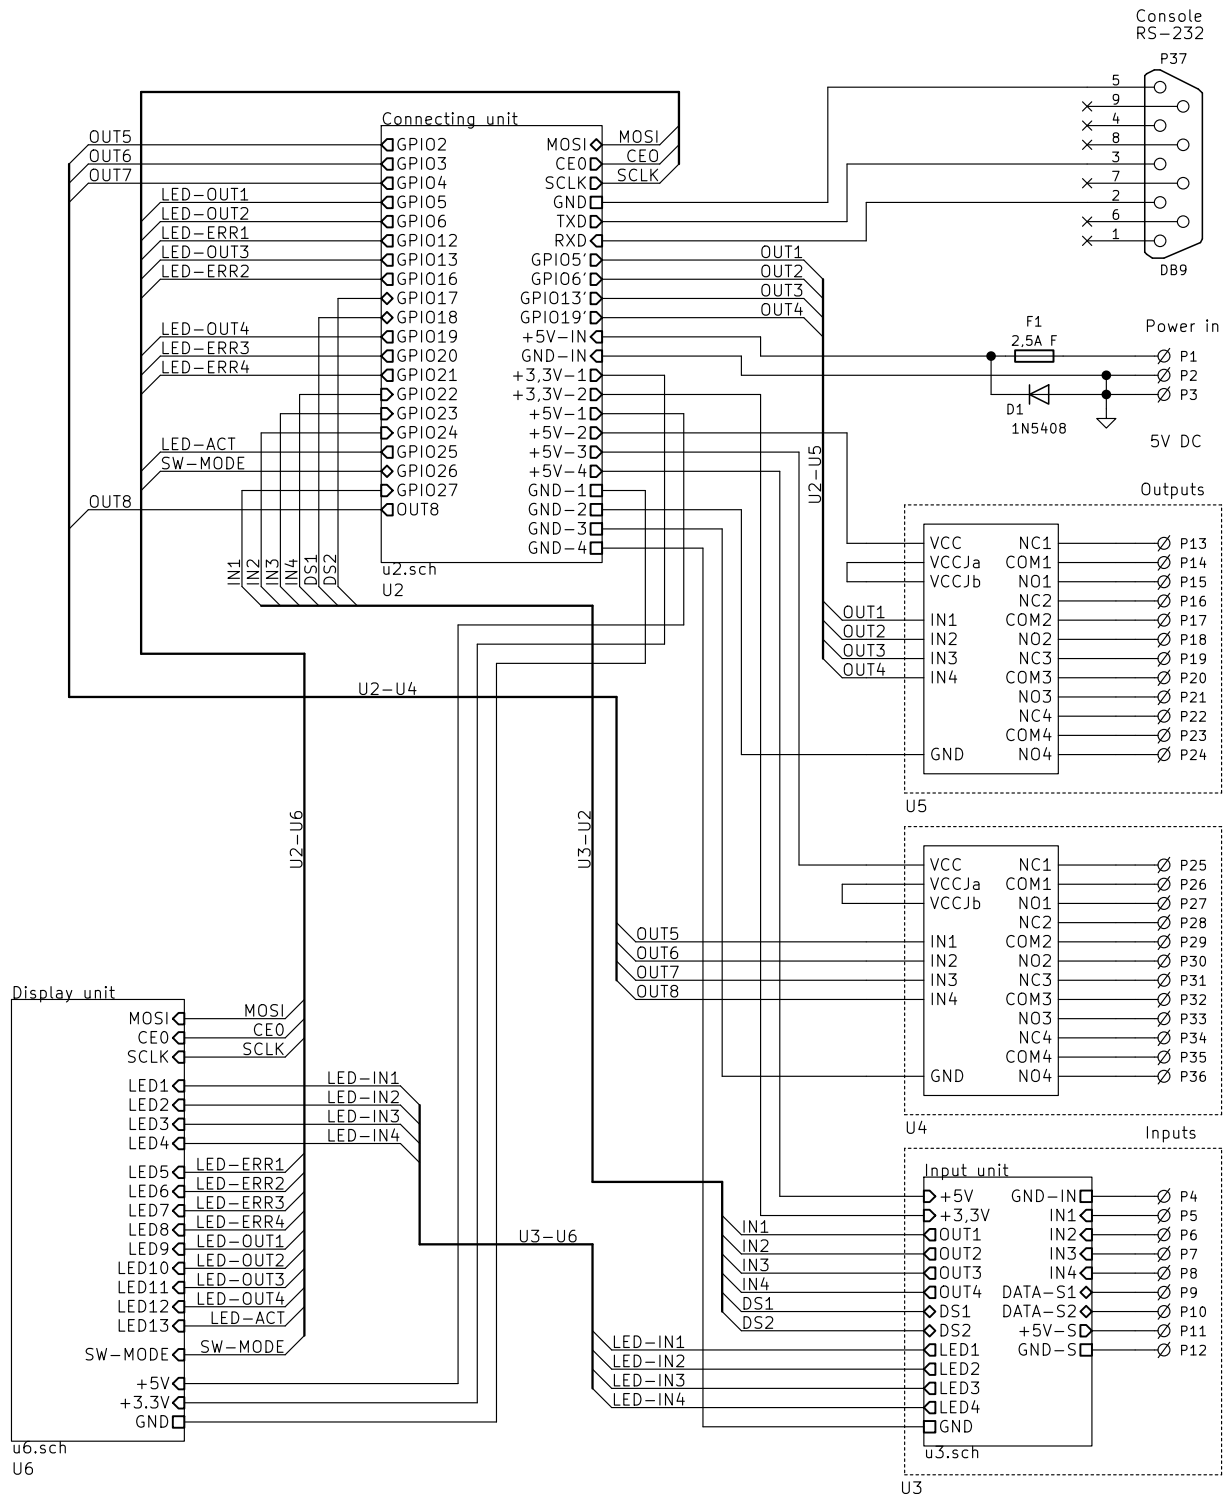 Console
RS-232
P37
5
9
4
8
3
7
2
6
1
DB9
Connecting unit
OUT5
OUT6
OUT7
LED-OUT1
LED-OUT2
LED-ERR1
LED-OUT3
LED-ERR2
LED-OUT4
LED-ERR3
LED-ERR4
LED-ACT
SW-MODE
OUT8
GPIO2
GPIO3
GPIO4
GPIO5
GPIO6
GPIO12
GPIO13
GPIO16
GPIO17
GPIO18
GPIO19
GPIO20
GPIO21
GPIO22
GPIO23
GPIO24
GPIO25
GPIO26
GPIO27
OUT8
MOSI
CE0
SCLK
GND
TXD
RXD
GPIO5'
GPIO6'
GPIO13'
GPIO19'
+5V-IN
GND-IN
+3,3V-1
+3,3V-2
+5V-1
+5V-2
+5V-3
+5V-4
GND-1
GND-2
GND-3
GND-4
MOSI
CEO
SCLK
OUT1
OUT2
OUT3
OUT4
u2.sch
U2
IN1
IN2
IN3
IN4
DS1
DS2
F1
2,5A F
D1
1N5408
Power in
P1
P2
P3
5V DC
U2-U5
Outputs
VCC
VCCJa
VCCJb
IN1
IN2
IN3
IN4
GND
NC1
COM1
NO1
NC2
COM2
NO2
NC3
COM3
NO3
NC4
COM4
NO4
P13
P14
P15
P16
P17
P18
P19
P20
P21
P22
P23
P24
OUT1
OUT2
OUT3
OUT4
U5
U2-U4
U2-U6
U3-U2
VCC
VCCJa
VCCJb
IN1
IN2
IN3
IN4
GND
NC1
COM1
NO1
NC2
COM2
NO2
NC3
COM3
NO3
NC4
COM4
NO4
P25
P26
P27
P28
P29
P30
P31
P32
P33
P34
P35
P36
OUT5
OUT6
OUT7
OUT8
U4
Display unit
MOSI
CE0
SCLK
LED1
LED2
LED3
LED4
LED5
LED6
LED7
LED8
LED9
LED10
LED11
LED12
LED13
SW-MODE
+5V
+3.3V
GND
MOSI
CE0
SCLK
LED-IN1
LED-IN2
LED-IN3
LED-IN4
LED-ERR1
LED-ERR2
LED-ERR3
LED-ERR4
LED-OUT1
LED-OUT2
LED-OUT3
LED-OUT4
LED-ACT
SW-MODE
u6.sch
U6
U3-U6
Inputs
Input unit
IN1
IN2
IN3
IN4
DS1
DS2
LED-IN1
LED-IN2
LED-IN3
LED-IN4
+5V
+3,3V
OUT1
OUT2
OUT3
OUT4
DS1
DS2
LED1
LED2
LED3
LED4
GND
GND-IN
IN1
IN2
IN3
IN4
DATA-S1
DATA-S2
+5V-S
GND-S
P4
P5
P6
P7
P8
P9
P10
P11
P12
u3.sch
U3